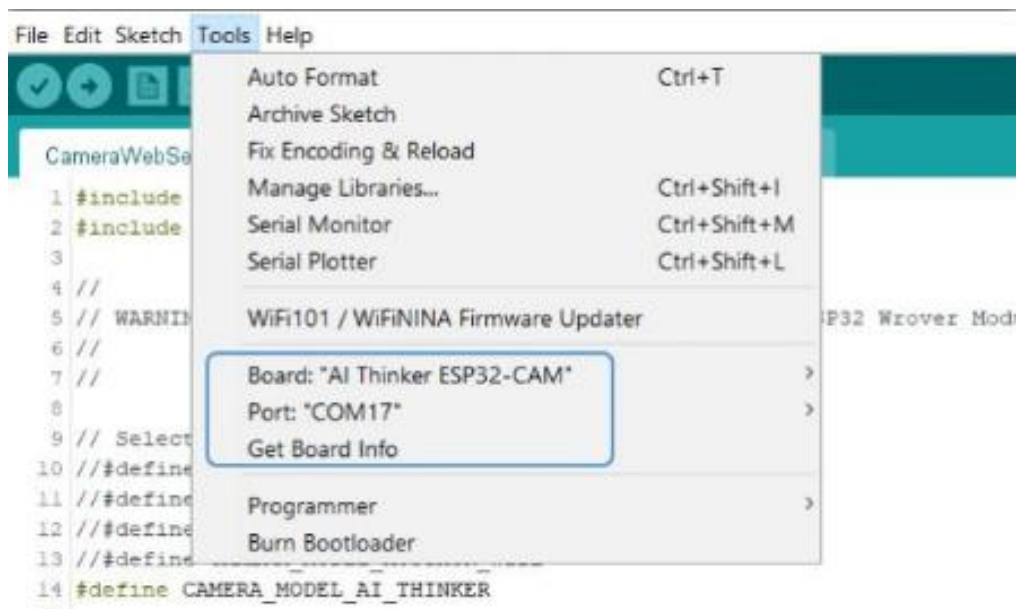 File Edit Sketch Tools Help
Auto Format Ctrl+T
Archive Sketch
CameraWebSe
Fix Encoding & Reload
Manage Libraries... Ctrl+Shift+I
Serial Monitor Ctrl+Shift+M
Serial Plotter Ctrl+Shift+L
WiFi101 / WiFiNINA Firmware Updater
Board: "AI Thinker ESP32-CAM"
Port: "COM17"
Get Board Info
Programmer
Burn Bootloader
1 #include
2 #include
3
4 //
5 // WARNIN P32 Wrover Modu
6 //
7 //
8
9 // Select
10 //#define
11 //#define
12 //#define
13 //#define
14 #define CAMERA_MODEL_AI_THINKER